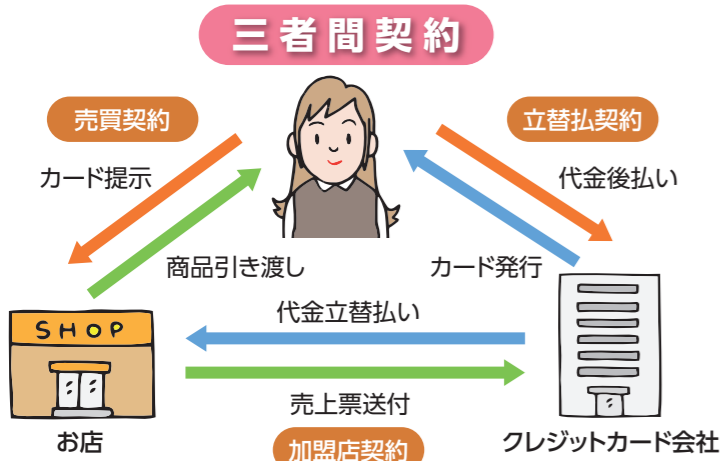 三者間契約
売買契約
立替払契約
カード提示
代金後払い
商品引き渡し
カード発行
代金立替払い
SHOP
売上票送付
お店
加盟店契約
クレジットカード会社